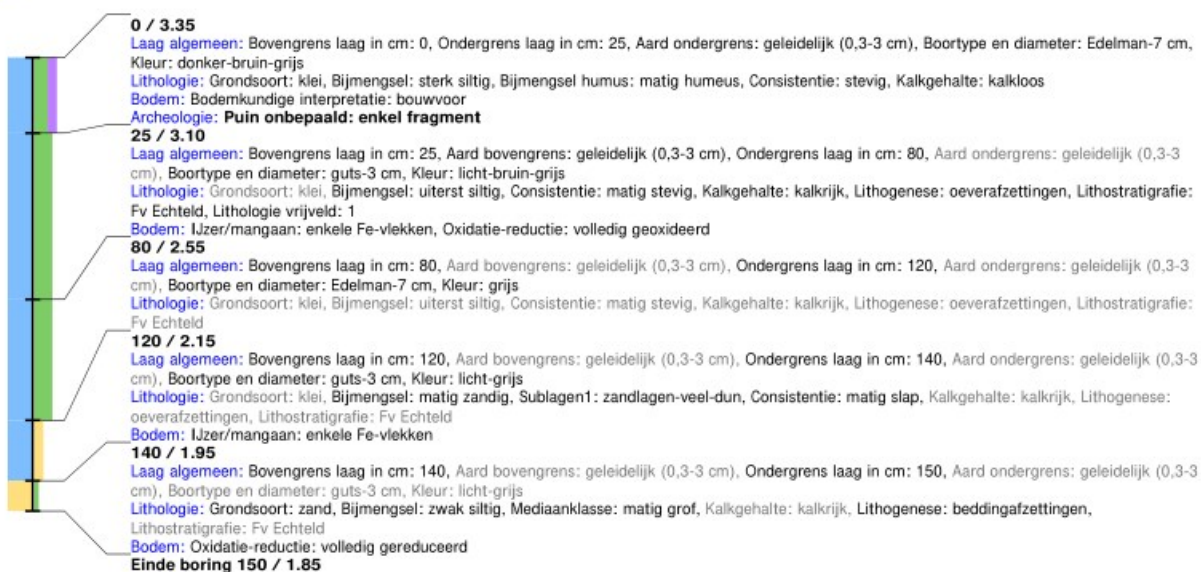 0 / 3.35
Laag algemeen: Bovengrens laag in cm: 0, Ondergrens laag in cm: 25, Aard ondergrens: geleidelijk (0,3-3 cm), Boortype en diameter: Edelman-7 cm,
Kleur: donker-bruin-grijs
Lithologie: Grondsoort: klei, Bijmengsel: sterk siltig, Bijmengsel humus: matig humeus, Consistentie: stevig, Kalkgehalte: kalkloos
Bodem: Bodemkundige interpretatie: bouwvoor
Archeologie: Puin onbepaald: enkel fragment
25 / 3.10
Laag algemeen: Bovengrens laag in cm: 25, Aard bovengrens: geleidelijk (0,3-3 cm), Ondergrens laag in cm: 80, Aard ondergrens: geleidelijk (0,3-3
cm), Boortype en diameter: guts-3 cm, Kleur: licht-bruin-grijs
Lithologie: Grondsoort: klei, Bijmengsel: uiterst siltig, Consistentie: matig stevig, Kalkgehalte: kalkrijk, Lithogenese: oeverafzettingen, Lithostratigrafie:
Fv Echteld, Lithologie vrijveld: 1
Bodem: IJzer/mangaan: enkele Fe-vlekken, Oxidatie-reductie: volledig geoxideerd
80 / 2.55
Laag algemeen: Bovengrens laag in cm: 80, Aard bovengrens: geleidelijk (0,3-3 cm), Ondergrens laag in cm: 120, Aard ondergrens: geleidelijk (0,3-3
cm), Boortype en diameter: Edelman-7 cm, Kleur: grijs
Lithologie: Grondsoort: klei, Bijmengsel: uiterst siltig, Consistentie: matig stevig, Kalkgehalte: kalkrijk, Lithogenese: oeverafzettingen, Lithostratigrafie:
Fv Echteld
120 / 2.15
Laag algemeen: Bovengrens laag in cm: 120, Aard bovengrens: geleidelijk (0,3-3 cm), Ondergrens laag in cm: 140, Aard ondergrens: geleidelijk (0,3-3
cm), Boortype en diameter: guts-3 cm, Kleur: licht-grijs
Lithologie: Grondsoort: klei, Bijmengsel: matig zandig, Sublagen1: zandlagen-veel-dun, Consistentie: matig slap, Kalkgehalte: kalkrijk, Lithogenese:
oeverafzettingen, Lithostratigrafie: Fv Echteld
Bodem: IJzer/mangaan: enkele Fe-vlekken
140 / 1.95
Laag algemeen: Bovengrens laag in cm: 140, Aard bovengrens: geleidelijk (0,3-3 cm), Ondergrens laag in cm: 150, Aard ondergrens: geleidelijk (0,3-3
cm), Boortype en diameter: guts-3 cm, Kleur: licht-grijs
Lithologie: Grondsoort: zand, Bijmengsel: zwak siltig, Mediaanklasse: matig grof, Kalkgehalte: kalkrijk, Lithogenese: beddingafzettingen,
Lithostratigrafie: Fv Echteld
Bodem: Oxidatie-reductie: volledig gereduceerd
Einde boring 150 / 1.85